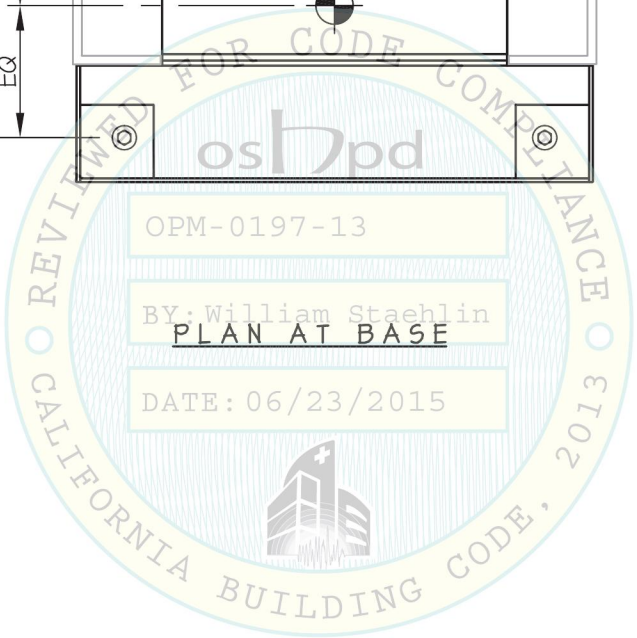 EQ
REVIEWED FOR CODE COMPLIANCE
oshpd
OPM-0197-13
BY: William Staehlin
PLAN AT BASE
DATE: 06/23/2015
CALIFORNIA BUILDING CODE, 2013